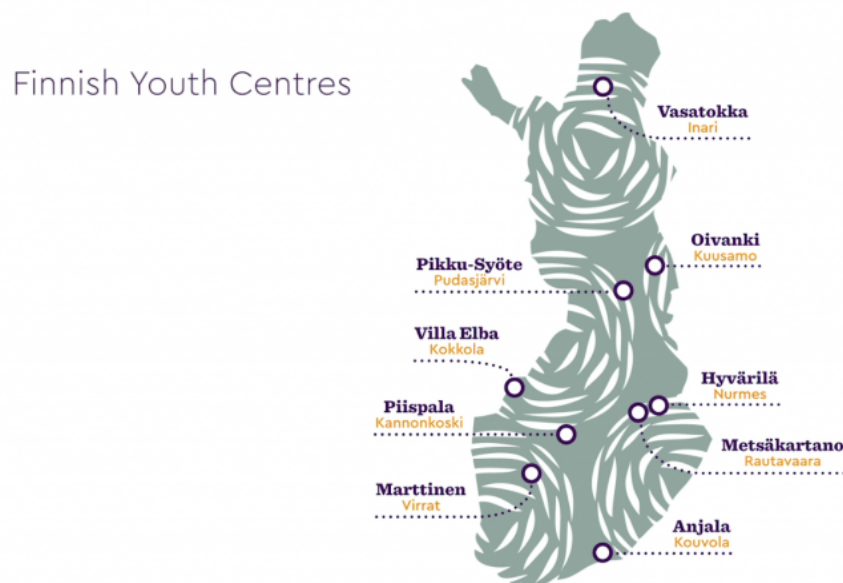 Finnish Youth Centres
Vasatokka
Inari
Oivanki
Kuusamo
Pikku-Syöte
Pudasjärvi
Villa Elba
Kokkola
Hyvärilä
Nurmes
Piispala
Kannonkoski
Metsäkartano
Rautavaara
Marttinen
Virrat
Anjala
Kouvola